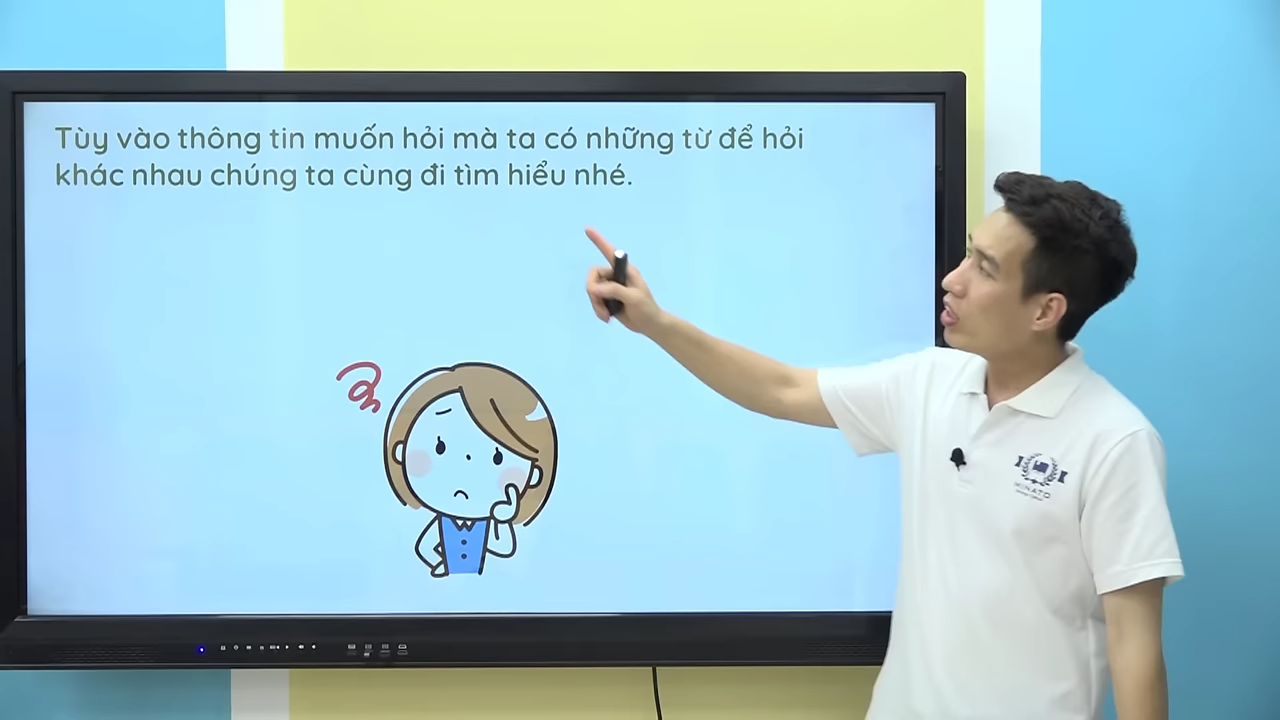 Tùy vào thông tin muốn hỏi mà ta có những từ để hỏi
khác nhau chúng ta cùng đi tìm hiểu nhé.
MINATO